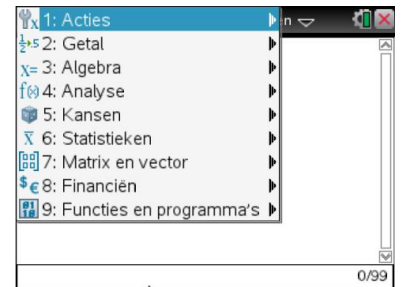 1: Acties
2: Getal
3: Algebra
4: Analyse
5: Kansen
6: Statistieken
7: Matrix en vector
8: Financiën
9: Functies en programma's
0/99